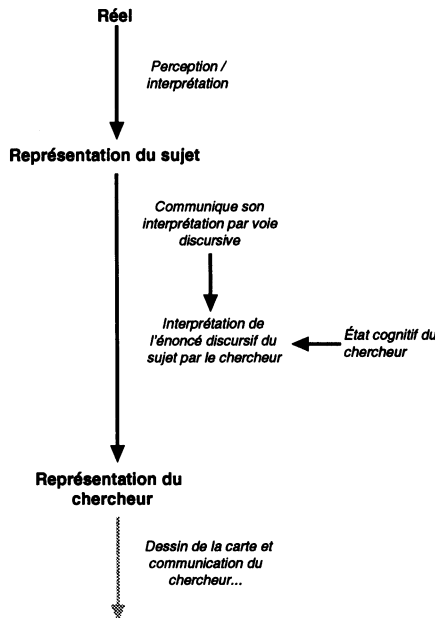 Réel
Perception /
interprétation
Représentation du sujet
Communique son
interprétation par voie
discursive
Interprétation de
l'énoncé discursif du
sujet par le chercheur
État cognitif du
chercheur
Représentation du
chercheur
Dessin de la carte et
communication du
chercheur...